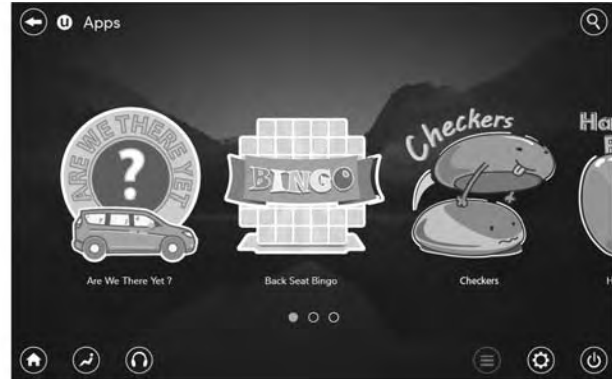 u Apps
ARE WE THERE YET
?
BINGO
Checkers
Are We There Yet ?
Back Seat Bingo
Checkers